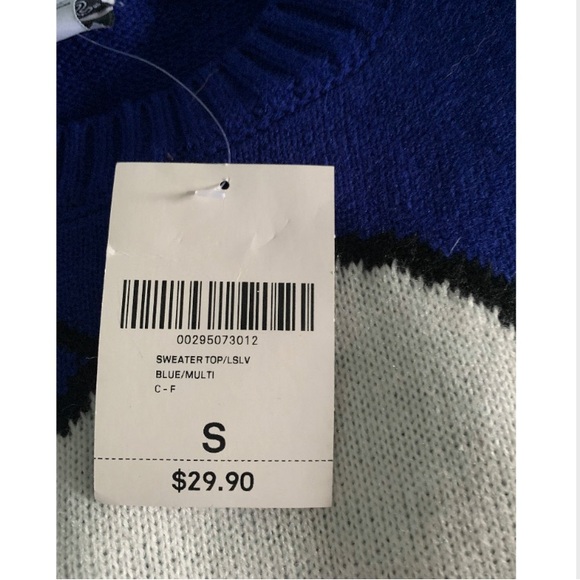 00295073012
SWEATER TOP/LSLV
BLUE/MULTI
C - F
S
$29.90